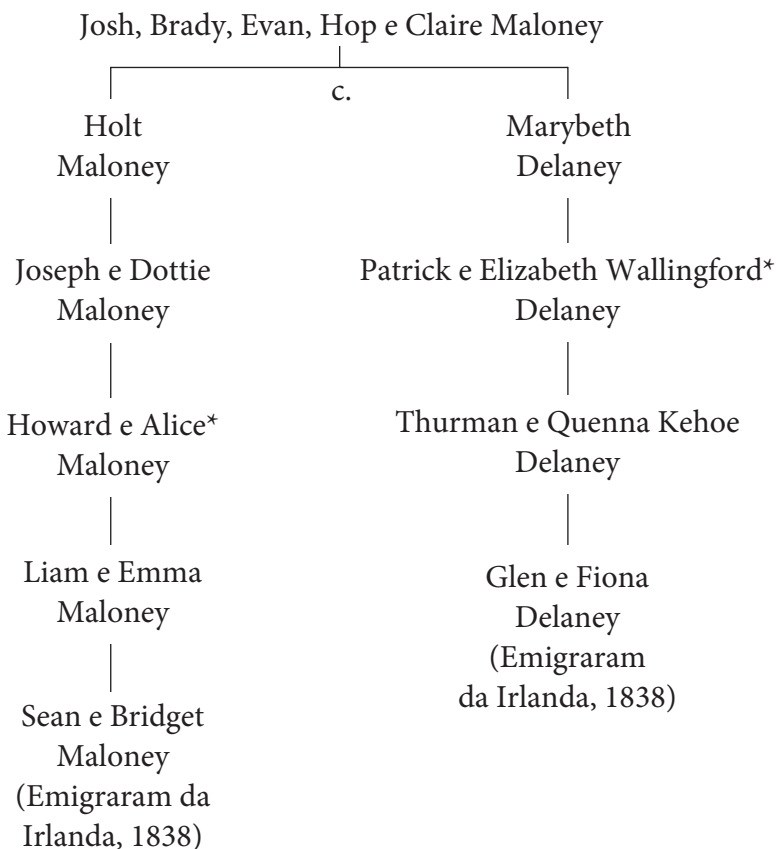 Josh, Brady, Evan, Hop e Claire Maloney
c.
Holt
Maloney
Marybeth
Delaney
Joseph e Dottie
Maloney
Patrick e Elizabeth Wallingford*
Delaney
Howard e Alice*
Maloney
Thurman e Quenna Kehoe
Delaney
Liam e Emma
Maloney
Glen e Fiona
Delaney
(Emigraram
da Irlanda, 1838)
Sean e Bridget
Maloney
(Emigraram da
Irlanda, 1838)